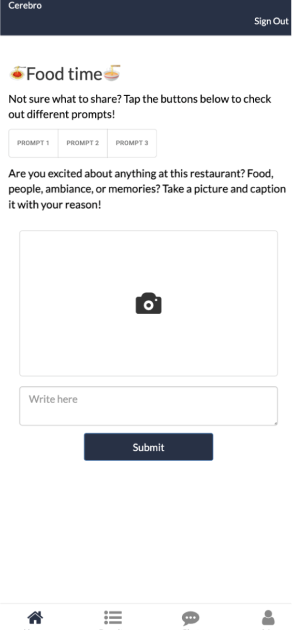 Cerebro
Sign Out
Food time
Not sure what to share? Tap the buttons below to check
out different prompts!
PROMPT 1 PROMPT 2 PROMPT 3
Are you excited about anything at this restaurant? Food,
people, ambiance, or memories? Take a picture and caption
it with your reason!
Write here
Submit